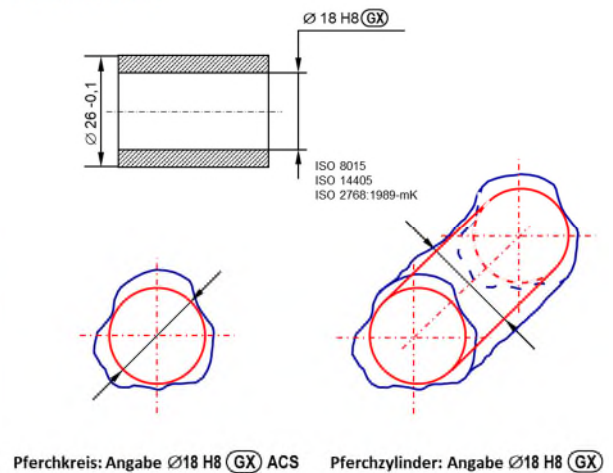 Ø 18 H8 GX
Ø 26 -0,1
ISO 8015
ISO 14405
ISO 2768:1989-mK
Pferchkreis: Angabe Ø18 H8 GX ACS
Pferchzylinder: Angabe Ø18 H8 GX